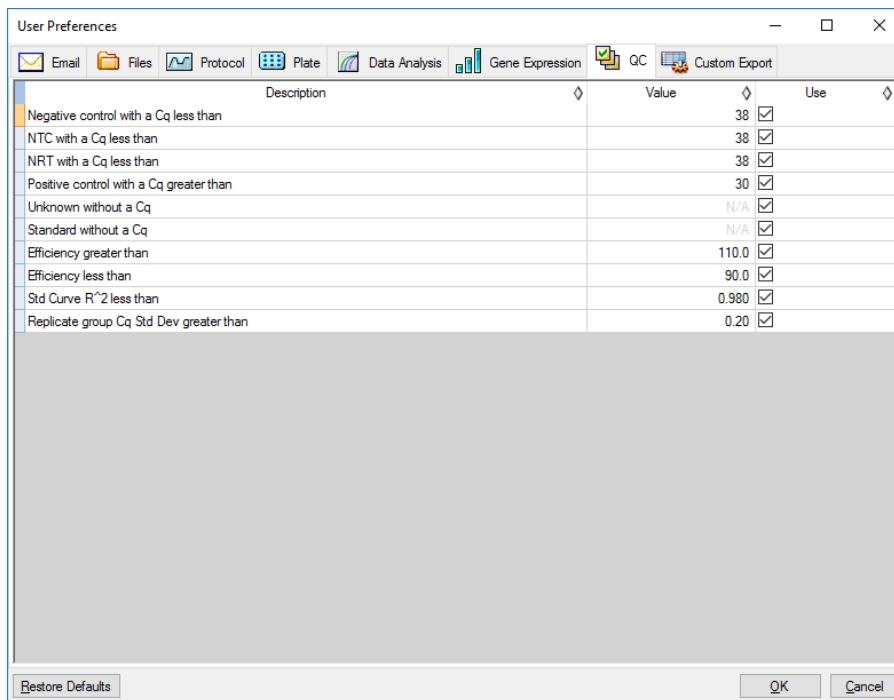 User Preferences
Email Files Protocol Plate Data Analysis Gene Expression QC Custom Export
Description Value Use
Negative control with a Cq less than 38
NTC with a Cq less than 38
NRT with a Cq less than 38
Positive control with a Cq greater than 30
Unknown without a Cq N/A
Standard without a Cq N/A
Efficiency greater than 110.0
Efficiency less than 90.0
Std Curve R^2 less than 0.980
Replicate group Cq Std Dev greater than 0.20
Restore Defaults OK Cancel